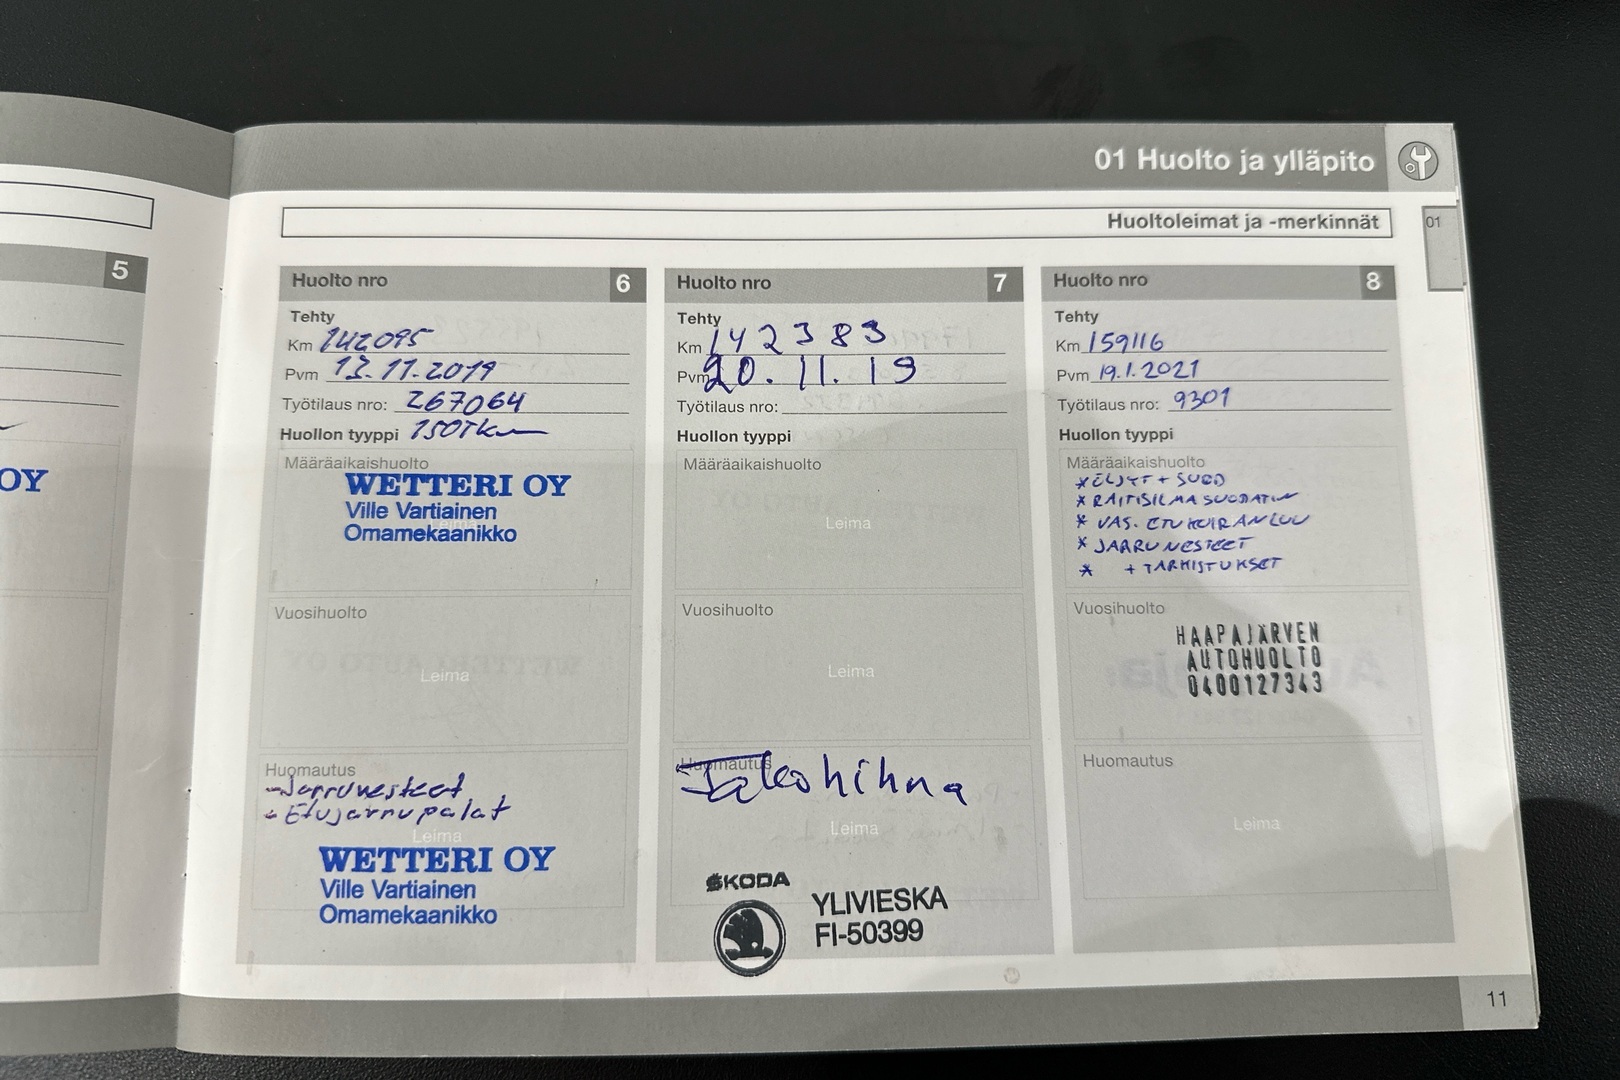 01 Huolto ja ylläpito
Huoltoleimat ja -merkinnät
01
5
OY
Huolto nro 6
Tehty
Km 142095
Pvm 13.11.2019
Työtilaus nro: 267064
Huollon tyyppi 150Tkm
Määräaikaishuolto
WETTERI OY
Ville Vartiainen
Leima
Omamekaanikko
Vuosihuolto
Leima
Huomautus
-Jarrunesteet
- Etujarrupalat
Leima
WETTERI OY
Ville Vartiainen
Omamekaanikko
Huolto nro 7
Tehty
Km 142383
Pvm 20.11.19
Työtilaus nro:
Huollon tyyppi
Määräaikaishuolto
Leima
Vuosihuolto
Leima
Huomautus
Jakohihna
Leima
ŠKODA
YLIVIESKA
FI-50399
Huolto nro 8
Tehty
Km 159116
Pvm 19.1.2021
Työtilaus nro: 9301
Huollon tyyppi
Määräaikaishuolto
* ÖLJYT + SUOD
* RAITISILMASUODATIN
* VAS. ETUKOIRANLUU
* JARRUNESTEET
* + TARKISTUKSET
Vuosihuolto
HAAPAJÄRVEN
AUTOHUOLTO
0400127343
Huomautus
Leima
11